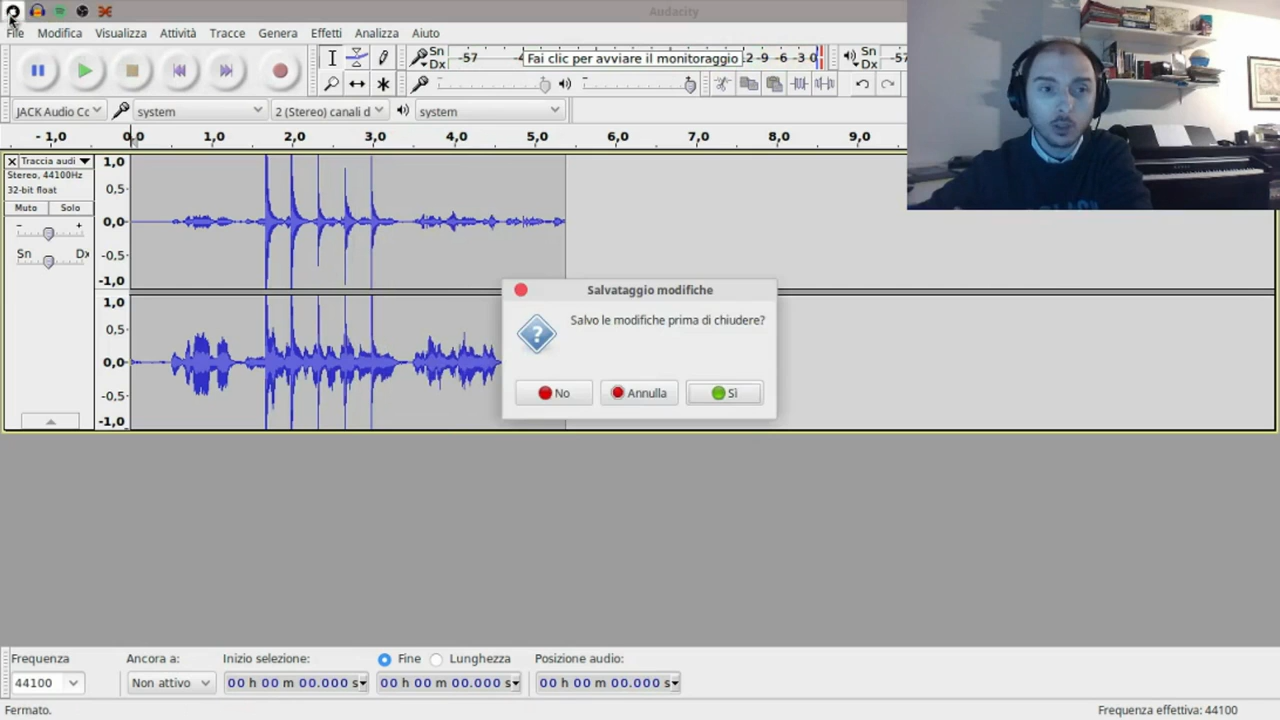 Audacity
File Modifica Visualizza Attività Tracce Genera Effetti Analizza Aiuto
Sn Dx -57 Fai clic per avviare il monitoraggio -9 -6 -3 0 Sn Dx -57
JACK Audio Cc system 2 (Stereo) canali d system
- 1,0 0,0 1,0 2,0 3,0 4,0 5,0 6,0 7,0 8,0 9,0
Traccia audi 1,0
Stereo, 44100Hz
32-bit float 0,5
Muto Solo
- + 0,0
Sn Dx -0,5
-1,0
1,0
0,5
0,0
-0,5
-1,0
Salvataggio modifiche
Salvo le modifiche prima di chiudere?
No Annulla Sì
Frequenza Ancora a: Inizio selezione: Fine Lunghezza Posizione audio:
44100 Non attivo 00 h 00 m 00.000 s 00 h 00 m 00.000 s 00 h 00 m 00.000 s
Fermato. Frequenza effettiva: 44100